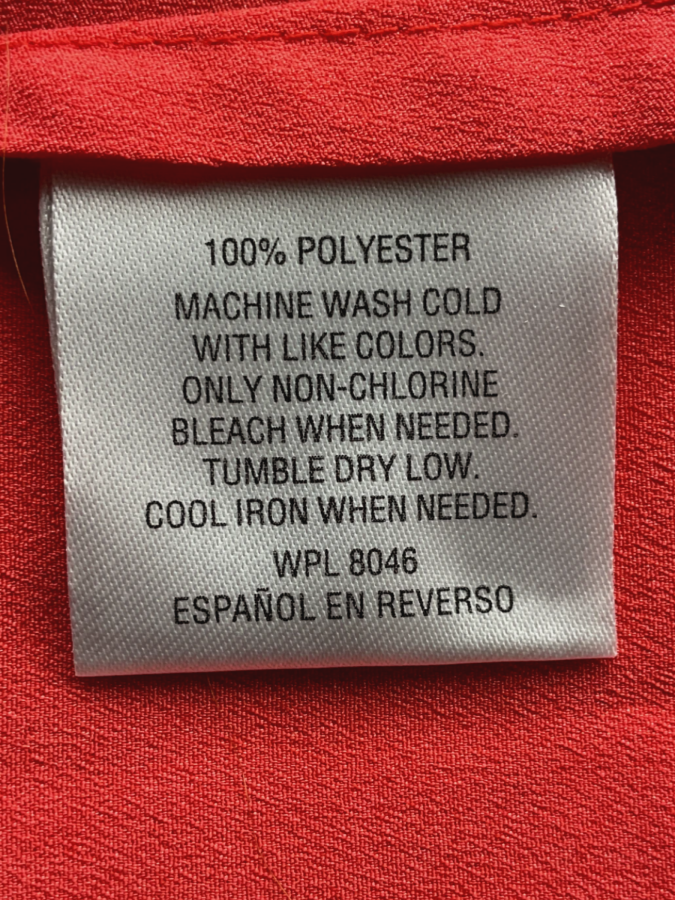 100% POLYESTER
MACHINE WASH COLD
WITH LIKE COLORS.
ONLY NON-CHLORINE
BLEACH WHEN NEEDED.
TUMBLE DRY LOW.
COOL IRON WHEN NEEDED.
WPL 8046
ESPAÑOL EN REVERSO